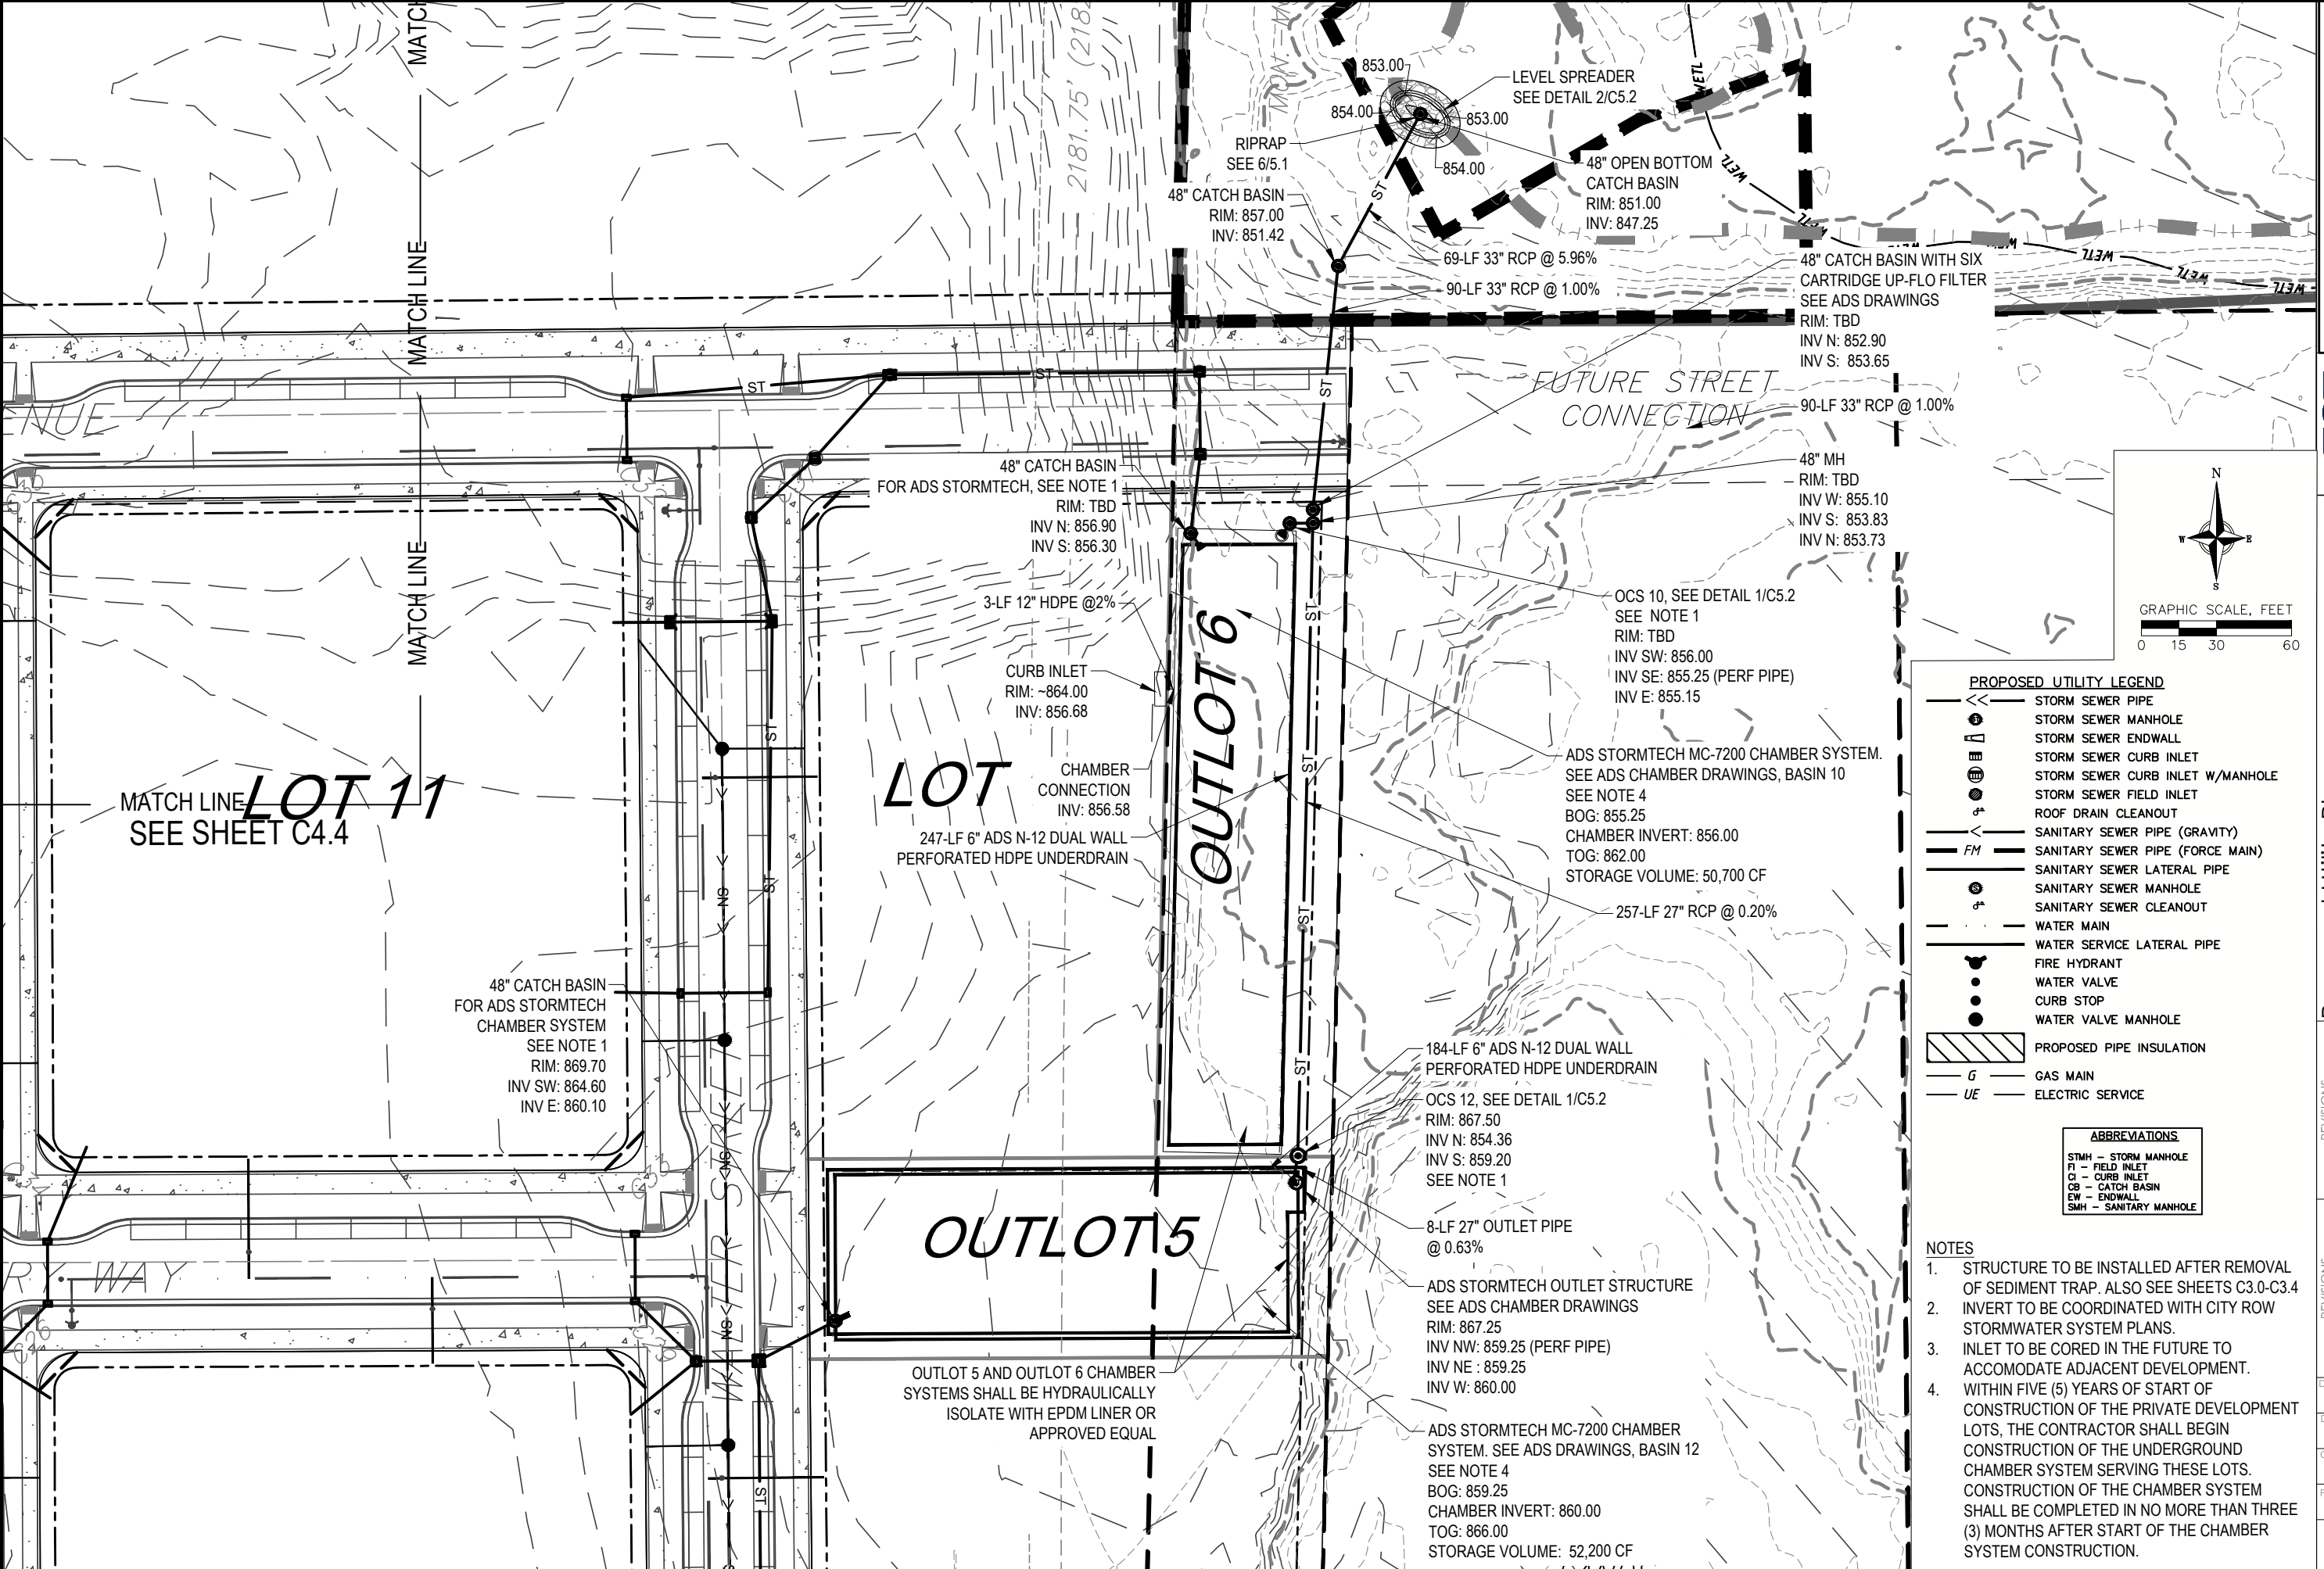 MATCH
MATCH LINE
MATCH LINE
2181.75' (2182
853.00
854.00
853.00
854.00
LEVEL SPREADER
SEE DETAIL 2/C5.2
RIPRAP
SEE 6/5.1
48" CATCH BASIN
RIM: 857.00
INV: 851.42
48" OPEN BOTTOM
CATCH BASIN
RIM: 851.00
INV: 847.25
ST
WETL
WETL
WETL
WETL
WETL
WETL
WETL
69-LF 33" RCP @ 5.96%
90-LF 33" RCP @ 1.00%
48" CATCH BASIN WITH SIX
CARTRIDGE UP-FLO FILTER
SEE ADS DRAWINGS
RIM: TBD
INV N: 852.90
INV S: 853.65
FUTURE STREET
CONNECTION
90-LF 33" RCP @ 1.00%
ST
ST
ST
ENUE
48" CATCH BASIN
FOR ADS STORMTECH, SEE NOTE 1
RIM: TBD
INV N: 856.90
INV S: 856.30
48" MH
RIM: TBD
INV W: 855.10
INV S: 853.83
INV N: 853.73
N
W
E
S
GRAPHIC SCALE, FEET
0 15 30 60
3-LF 12" HDPE @2%
OCS 10, SEE DETAIL 1/C5.2
SEE NOTE 1
RIM: TBD
INV SW: 856.00
INV SE: 855.25 (PERF PIPE)
INV E: 855.15
CURB INLET
RIM: ~864.00
INV: 856.68
OUTLOT 6
ST
ST
ST
ST
CHAMBER
CONNECTION
INV: 856.58
LOT
LOT 11
MATCH LINE
SEE SHEET C4.4
247-LF 6" ADS N-12 DUAL WALL
PERFORATED HDPE UNDERDRAIN
ADS STORMTECH MC-7200 CHAMBER SYSTEM.
SEE ADS CHAMBER DRAWINGS, BASIN 10
SEE NOTE 4
BOG: 855.25
CHAMBER INVERT: 856.00
TOG: 862.00
STORAGE VOLUME: 50,700 CF
257-LF 27" RCP @ 0.20%
ST
ST
SN
48" CATCH BASIN
FOR ADS STORMTECH
CHAMBER SYSTEM
SEE NOTE 1
RIM: 869.70
INV SW: 864.60
INV E: 860.10
184-LF 6" ADS N-12 DUAL WALL
PERFORATED HDPE UNDERDRAIN
OCS 12, SEE DETAIL 1/C5.2
RIM: 867.50
INV N: 854.36
INV S: 859.20
SEE NOTE 1
SN
OUTLOT 5
8-LF 27" OUTLET PIPE
@ 0.63%
RY WAY
SN
ST
ADS STORMTECH OUTLET STRUCTURE
SEE ADS CHAMBER DRAWINGS
RIM: 867.25
INV NW: 859.25 (PERF PIPE)
INV NE : 859.25
INV W: 860.00
OUTLOT 5 AND OUTLOT 6 CHAMBER
SYSTEMS SHALL BE HYDRAULICALLY
ISOLATE WITH EPDM LINER OR
APPROVED EQUAL
ADS STORMTECH MC-7200 CHAMBER
SYSTEM. SEE ADS DRAWINGS, BASIN 12
SEE NOTE 4
BOG: 859.25
CHAMBER INVERT: 860.00
TOG: 866.00
STORAGE VOLUME: 52,200 CF
PROPOSED UTILITY LEGEND
<< STORM SEWER PIPE
STORM SEWER MANHOLE
STORM SEWER ENDWALL
STORM SEWER CURB INLET
STORM SEWER CURB INLET W/MANHOLE
STORM SEWER FIELD INLET
ROOF DRAIN CLEANOUT
< SANITARY SEWER PIPE (GRAVITY)
FM SANITARY SEWER PIPE (FORCE MAIN)
SANITARY SEWER LATERAL PIPE
SANITARY SEWER MANHOLE
SANITARY SEWER CLEANOUT
WATER MAIN
WATER SERVICE LATERAL PIPE
FIRE HYDRANT
WATER VALVE
CURB STOP
WATER VALVE MANHOLE
PROPOSED PIPE INSULATION
G GAS MAIN
UE ELECTRIC SERVICE
ABBREVIATIONS
STMH – STORM MANHOLE
FI – FIELD INLET
CI – CURB INLET
CB – CATCH BASIN
EW – ENDWALL
SMH – SANITARY MANHOLE
NOTES
1. STRUCTURE TO BE INSTALLED AFTER REMOVAL
OF SEDIMENT TRAP. ALSO SEE SHEETS C3.0-C3.4
2. INVERT TO BE COORDINATED WITH CITY ROW
STORMWATER SYSTEM PLANS.
3. INLET TO BE CORED IN THE FUTURE TO
ACCOMODATE ADJACENT DEVELOPMENT.
4. WITHIN FIVE (5) YEARS OF START OF
CONSTRUCTION OF THE PRIVATE DEVELOPMENT
LOTS, THE CONTRACTOR SHALL BEGIN
CONSTRUCTION OF THE UNDERGROUND
CHAMBER SYSTEM SERVING THESE LOTS.
CONSTRUCTION OF THE CHAMBER SYSTEM
SHALL BE COMPLETED IN NO MORE THAN THREE
(3) MONTHS AFTER START OF THE CHAMBER
SYSTEM CONSTRUCTION.